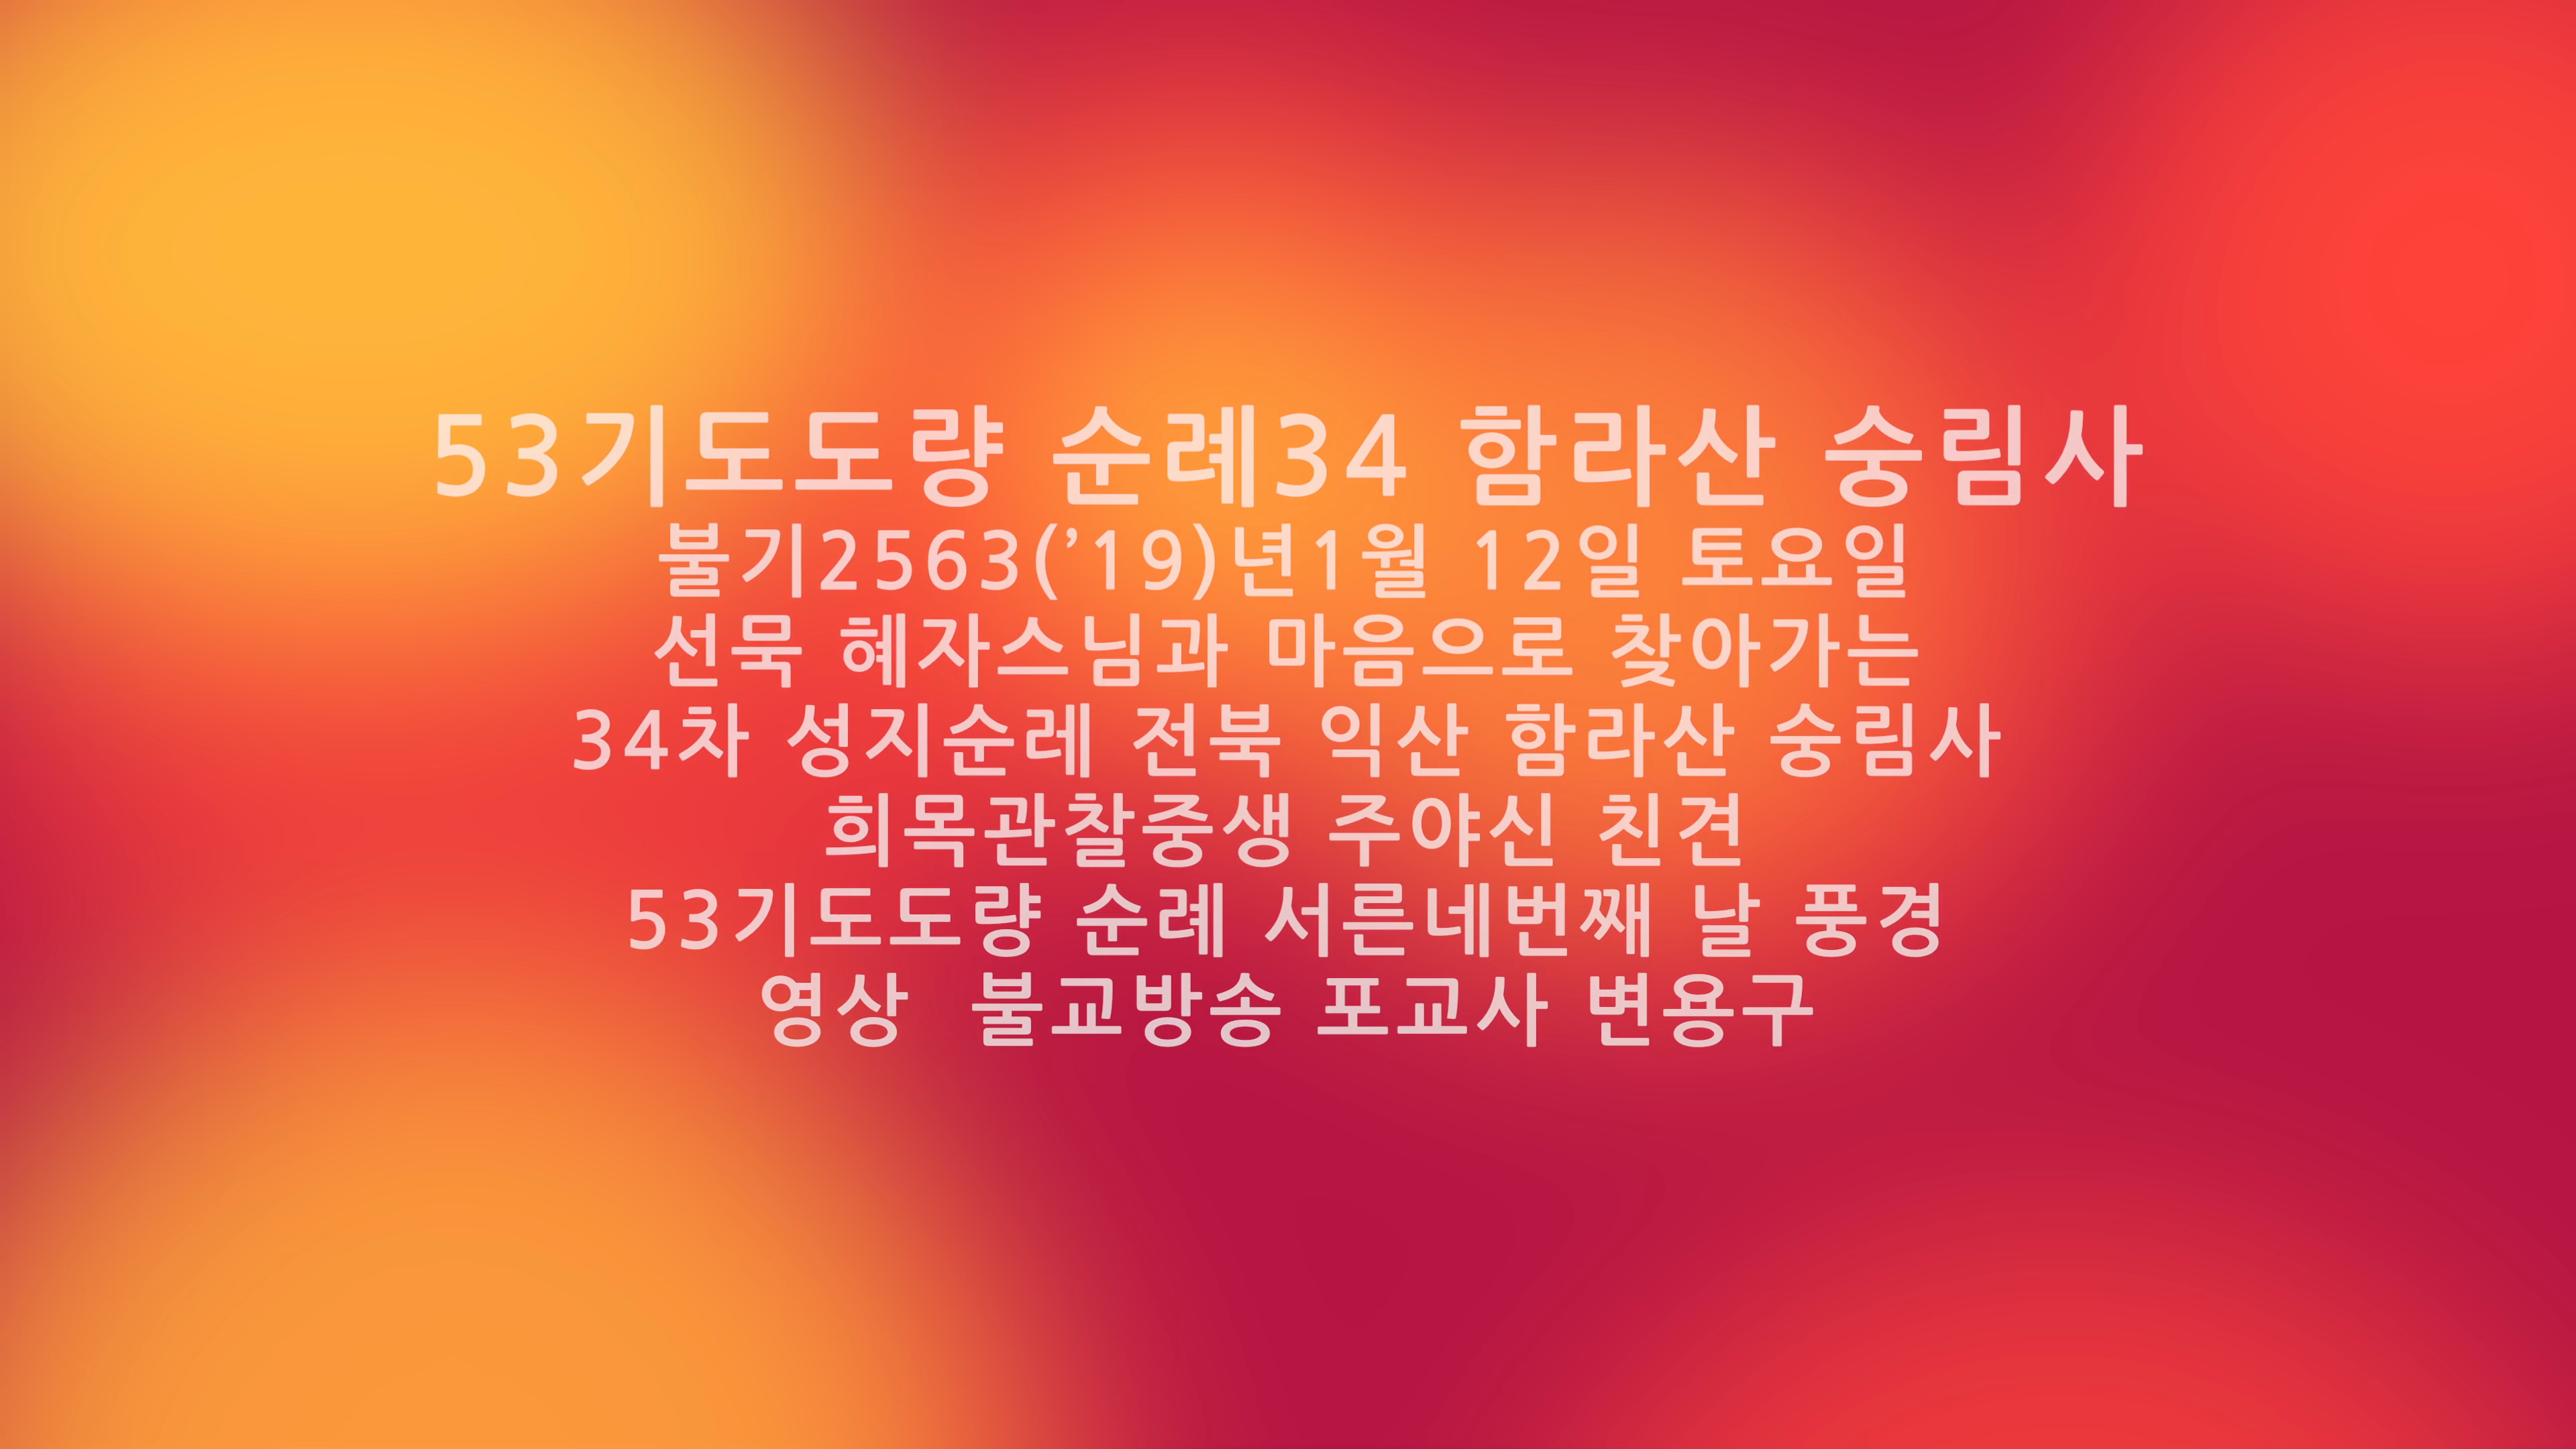 53기도도량 순례34 함라산 숭림사
불기2563(’19)년1월 12일 토요일
선묵 혜자스님과 마음으로 찾아가는
34차 성지순레 전북 익산 함라산 숭림사
희목관찰중생 주야신 친견
53기도도량 순례 서른네번째 날 풍경
영상 불교방송 포교사 변용구